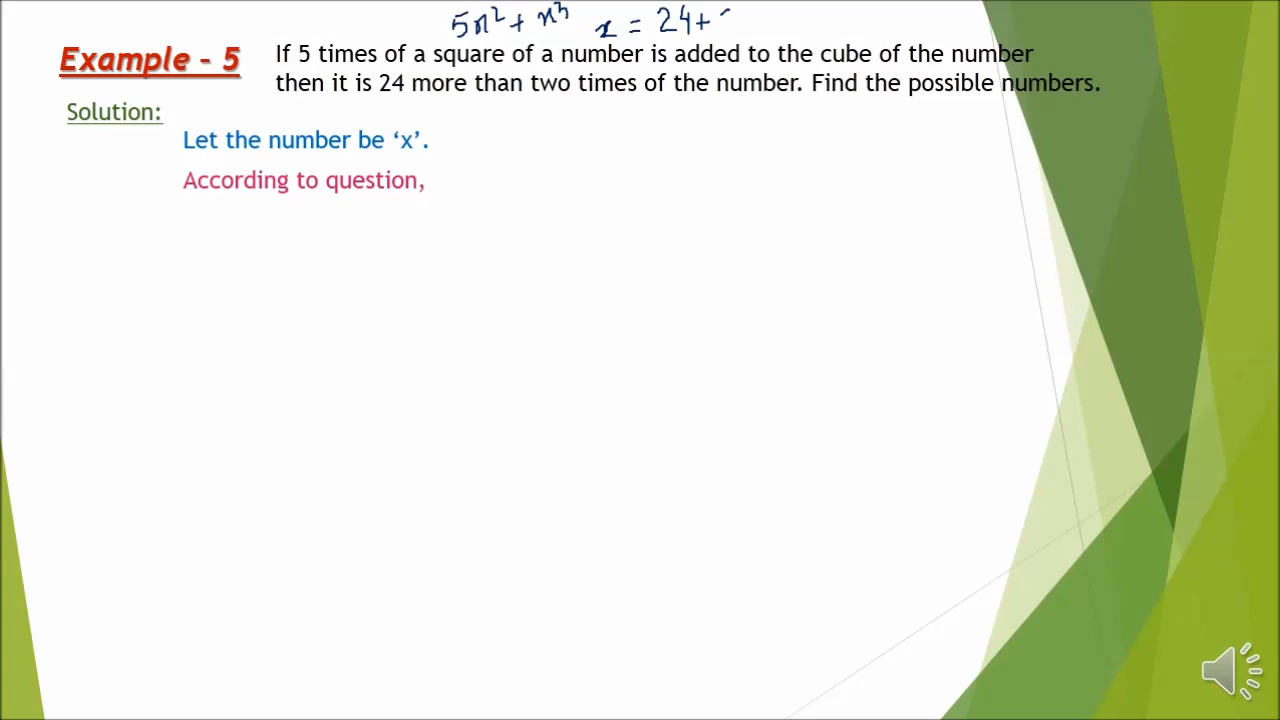 5x² + x³ x = 24+
Example - 5
If 5 times of a square of a number is added to the cube of the number
then it is 24 more than two times of the number. Find the possible numbers.
Solution:
Let the number be ‘x’.
According to question,